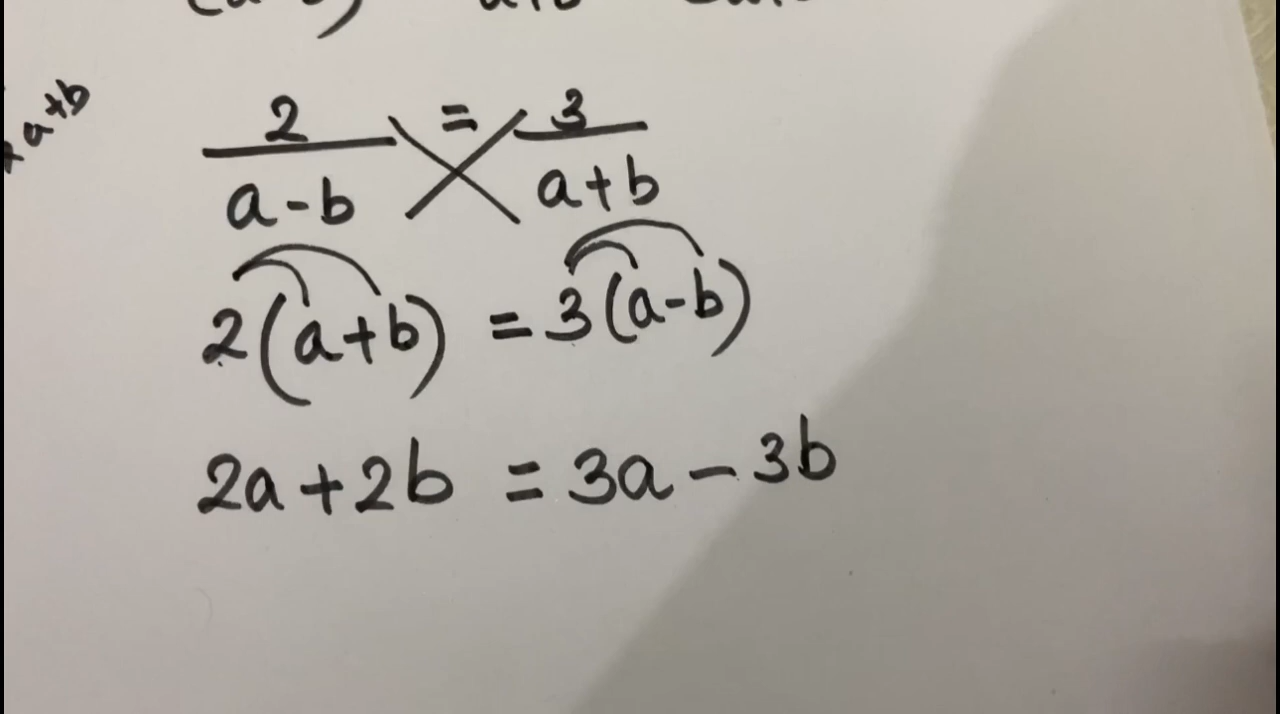 a+b
2/(a-b) = 3/(a+b)
2(a+b) = 3(a-b)
2a+2b = 3a-3b